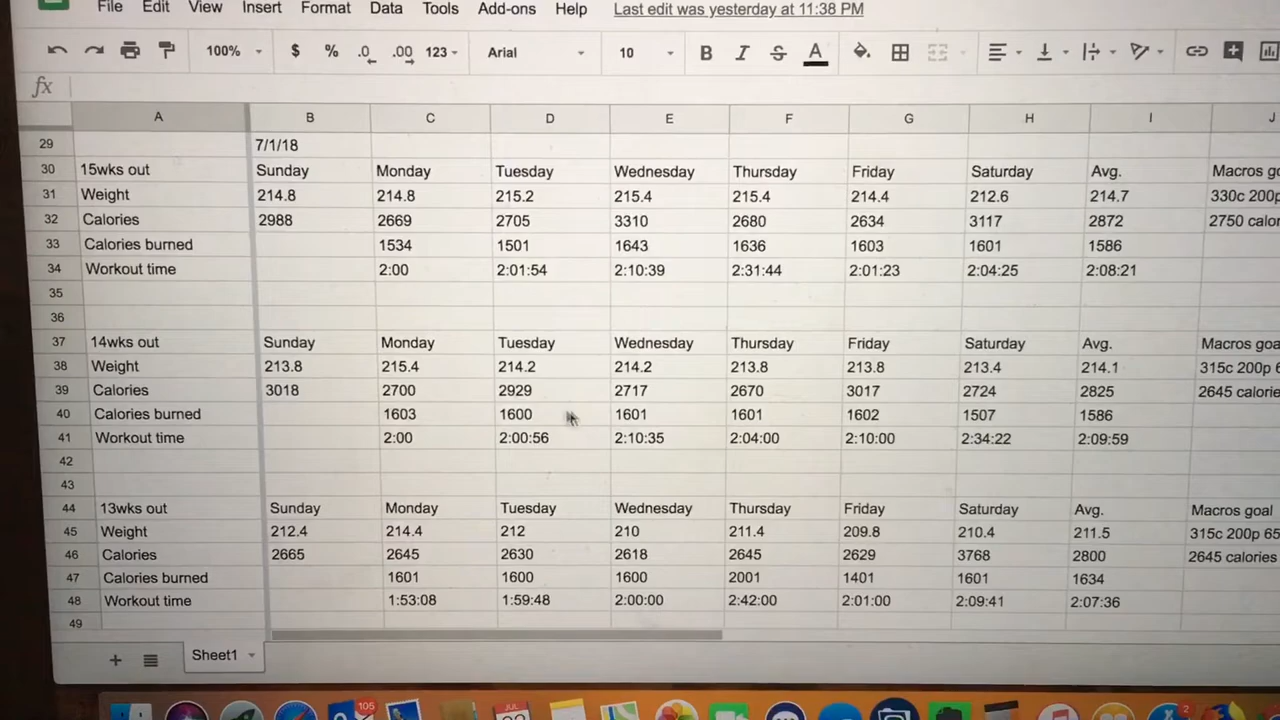 File Edit View Insert Format Data Tools Add-ons Help Last edit was yesterday at 11:38 PM
100% $ % .0 .00 123 Arial 10 B I S A
fx
A B C D E F G H I J
29 7/1/18
30 15wks out Sunday Monday Tuesday Wednesday Thursday Friday Saturday Avg. Macros
31 Weight 214.8 214.8 215.2 215.4 215.4 214.4 212.6 214.7 330c 200p
32 Calories 2988 2669 2705 3310 2680 2634 3117 2872 2750
33 Calories burned 1534 1501 1643 1636 1603 1601 1586
34 Workout time 2:00 2:01:54 2:10:39 2:31:44 2:01:23 2:04:25 2:08:21
35
36
37 14wks out Sunday Monday Tuesday Wednesday Thursday Friday Saturday Avg. Macros goa
38 Weight 213.8 215.4 214.2 214.2 213.8 213.8 213.4 214.1 315c 200p 6
39 Calories 3018 2700 2929 2717 2670 3017 2724 2825 2645 calorie
40 Calories burned 1603 1600 1601 1601 1602 1507 1586
41 Workout time 2:00 2:00:56 2:10:35 2:04:00 2:10:00 2:34:22 2:09:59
42
43
44 13wks out Sunday Monday Tuesday Wednesday Thursday Friday Saturday Avg. Macros goal
45 Weight 212.4 214.4 212 210 211.4 209.8 210.4 211.5 315c 200p 65
46 Calories 2665 2645 2630 2618 2645 2629 3768 2800 2645 calories
47 Calories burned 1601 1600 1600 2001 1401 1601 1634
48 Workout time 1:53:08 1:59:48 2:00:00 2:42:00 2:01:00 2:09:41 2:07:36
49
+ Sheet1
105 JUL 2